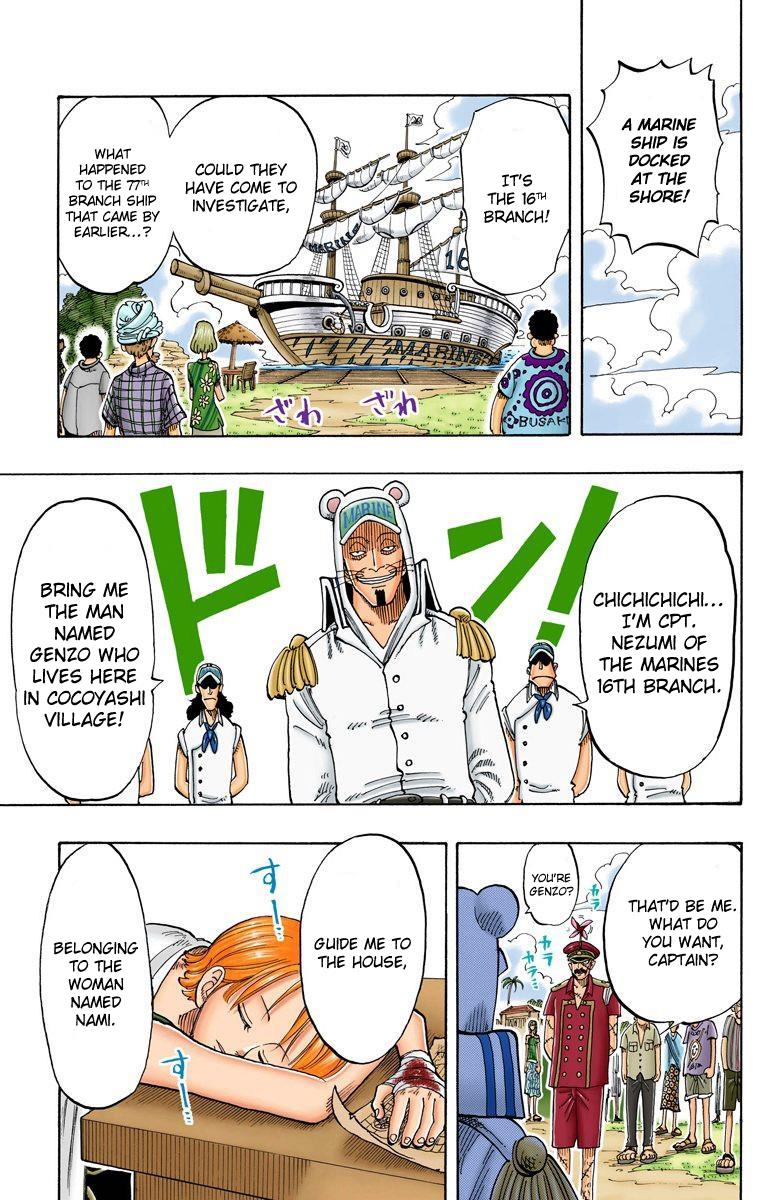 A MARINE
SHIP IS
DOCKED
AT THE
SHORE!
IT'S
THE 16TH
BRANCH!
COULD THEY
HAVE COME TO
INVESTIGATE,
WHAT
HAPPENED
TO THE 77TH
BRANCH SHIP
THAT CAME BY
EARLIER...?
MARINE
16
MARINE
ざわ
ざわ
BUSAK
CHICHICHICHI...
I'M CPT.
NEZUMI OF
THE MARINES
16TH BRANCH.
MARINE
ドン!
BRING ME
THE MAN
NAMED
GENZO WHO
LIVES HERE
IN COCOYASHI
VILLAGE!
YOU'RE
GENZO?
THAT'D BE ME.
WHAT DO
YOU WANT,
CAPTAIN?
カラ
カラ
カラ
GUIDE ME TO
THE HOUSE,
すー
BELONGING
TO THE
WOMAN
NAMED
NAMI.
すー